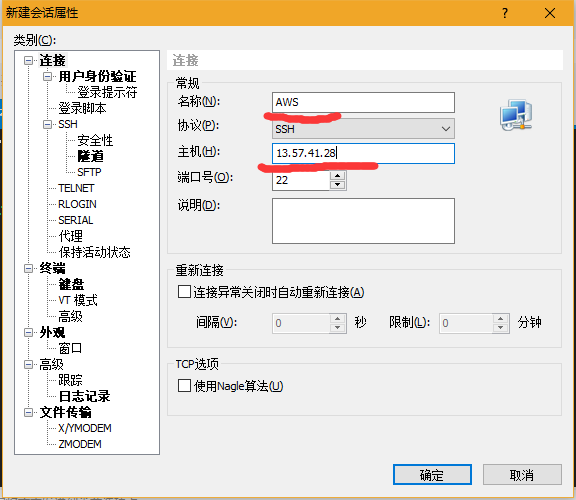 新建会话属性
类别(C):
连接
用户身份验证
登录提示符
登录脚本
SSH
安全性
隧道
SFTP
TELNET
RLOGIN
SERIAL
代理
保持活动状态
终端
键盘
VT 模式
高级
外观
窗口
高级
跟踪
日志记录
文件传输
X/YMODEM
ZMODEM
连接
常规
名称(N): AWS
协议(P): SSH
主机(H): 13.57.41.28
端口号(O): 22
说明(D):
重新连接
连接异常关闭时自动重新连接(A)
间隔(V): 0 秒 限制(L): 0 分钟
TCP选项
使用Nagle算法(U)
确定 取消